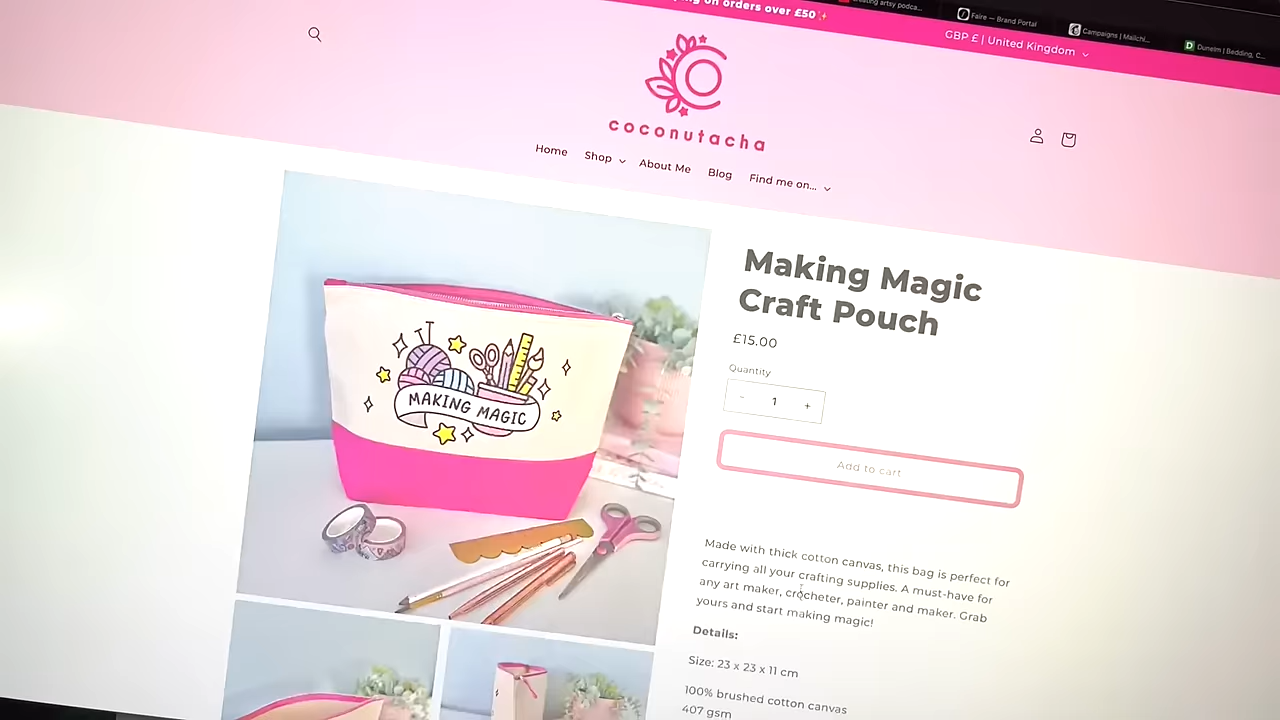 on orders over £50✨
artsy podca...
Faire — Brand Portal
Campaigns | Mailchi...
Dunelm | Bedding, C...
GBP £ | United Kingdom
coconutacha
Home
Shop
About Me
Blog
Find me on...
MAKING MAGIC
Making Magic
Craft Pouch
£15.00
Quantity
- 1 +
Add to cart
Made with thick cotton canvas, this bag is perfect for
carrying all your crafting supplies. A must-have for
any art maker, crocheter, painter and maker. Grab
yours and start making magic!
Details:
Size: 23 x 23 x 11 cm
100% brushed cotton canvas
407 gsm